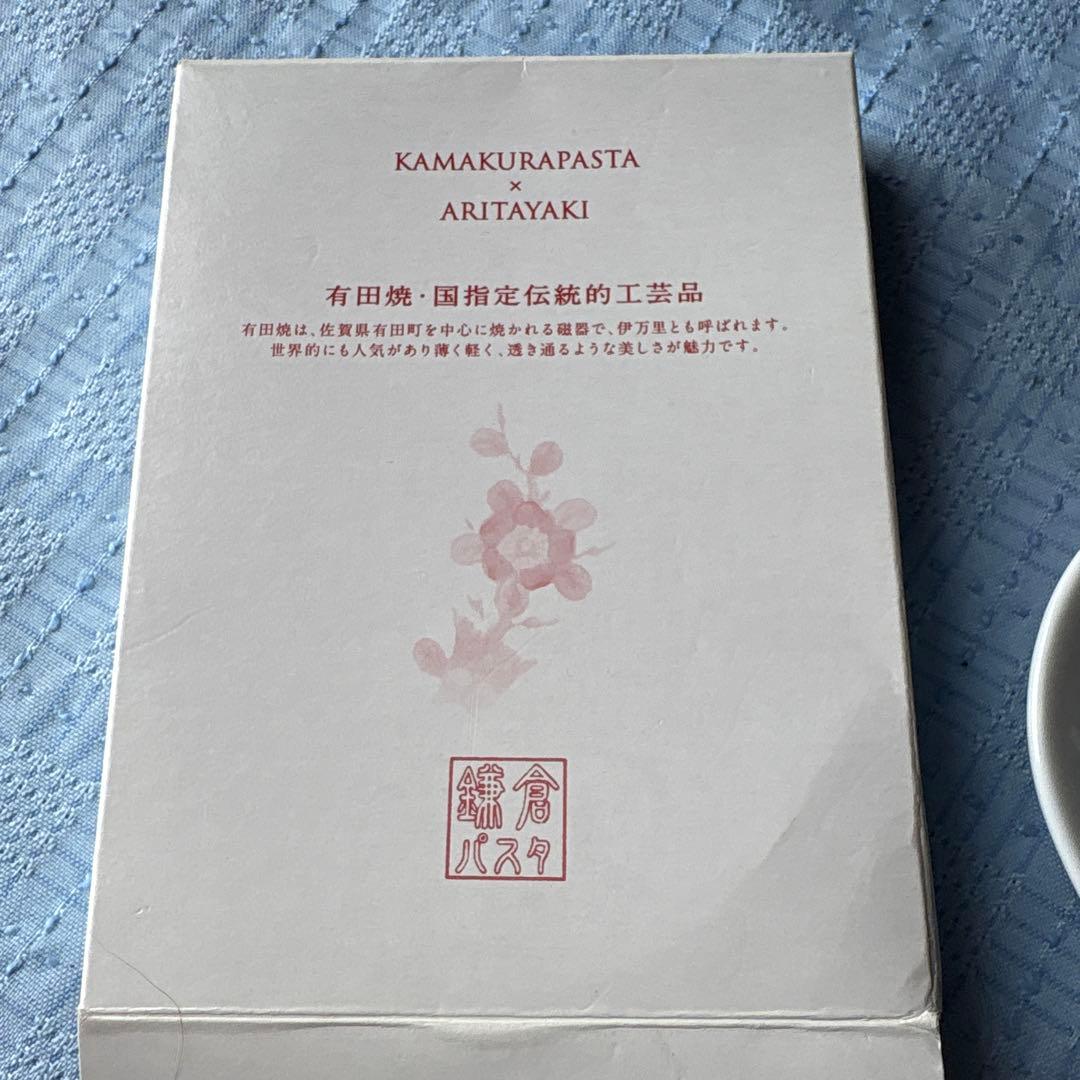 KAMAKURAPASTA
×
ARITAYAKI
有田焼・国指定伝統的工芸品
有田焼は、佐賀県有田町を中心に焼かれる磁器で、伊万里とも呼ばれます。
世界的にも人気があり薄く軽く、透き通るような美しさが魅力です。
鎌倉
パスタ